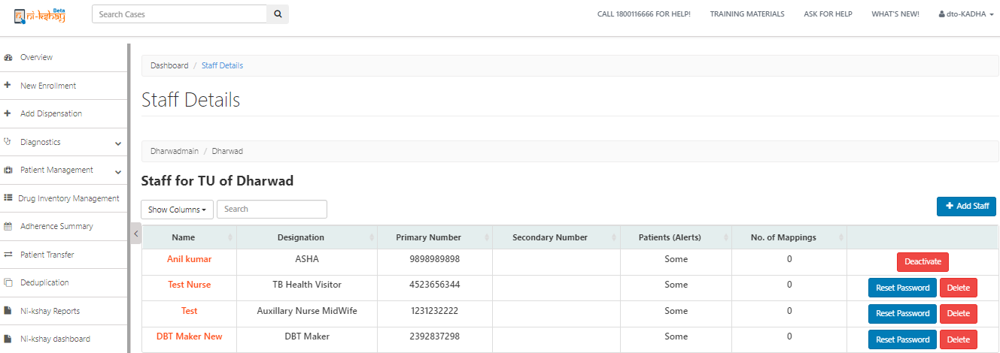 Beta
ni-kshay
Search Cases
CALL 1800116666 FOR HELP! TRAINING MATERIALS ASK FOR HELP WHAT'S NEW! dto-KADHA
Overview
New Enrollment
Add Dispensation
Diagnostics
Patient Management
Drug Inventory Management
Adherence Summary
Patient Transfer
Deduplication
Ni-kshay Reports
Ni-kshay dashboard
Dashboard / Staff Details
Staff Details
Dharwadmain / Dharwad
Staff for TU of Dharwad
Show Columns Search + Add Staff
Name Designation Primary Number Secondary Number Patients (Alerts) No. of Mappings
Anil kumar ASHA 9898989898 Some 0 Deactivate
Test Nurse TB Health Visitor 4523656344 Some 0 Reset Password Delete
Test Auxillary Nurse MidWife 1231232222 Some 0 Reset Password Delete
DBT Maker New DBT Maker 2392837298 Some 0 Reset Password Delete